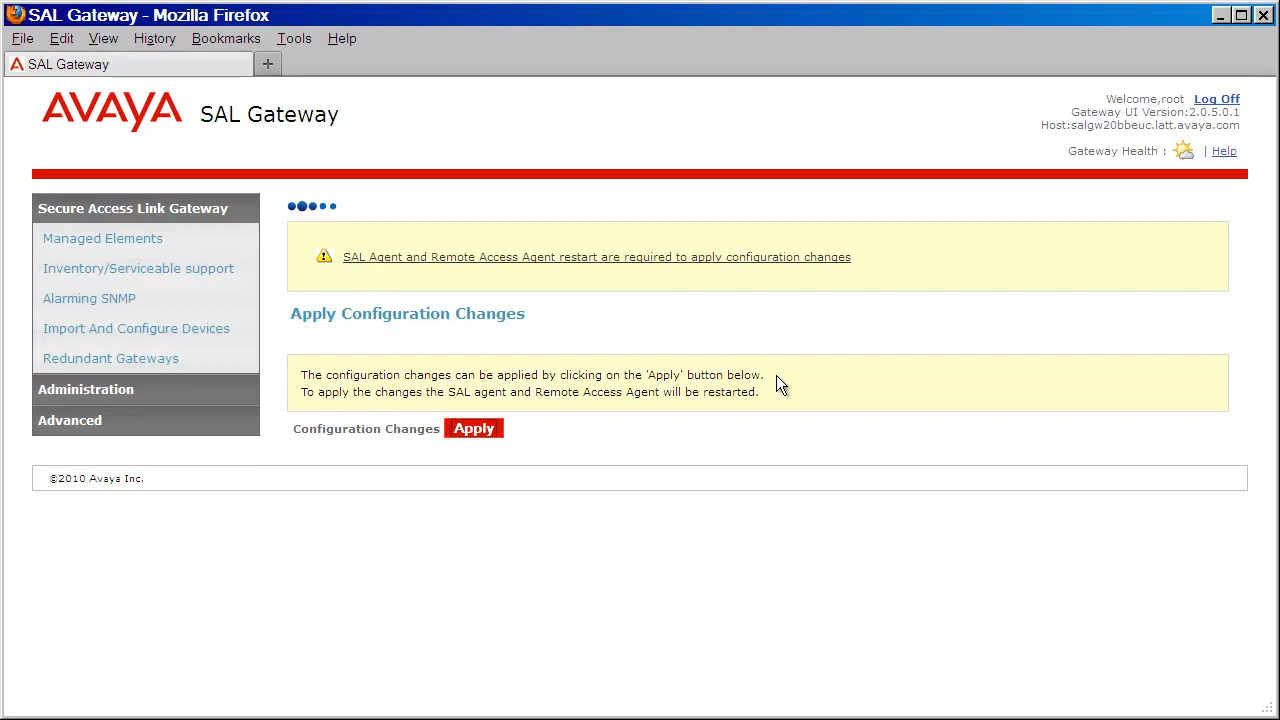 SAL Gateway - Mozilla Firefox
File Edit View History Bookmarks Tools Help
SAL Gateway
AVAYA SAL Gateway
Welcome,root Log Off
Gateway UI Version:2.0.5.0.1
Host:salgw20bbeuc.latt.avaya.com
Gateway Health : | Help
Secure Access Link Gateway
Managed Elements
Inventory/Serviceable support
Alarming SNMP
Import And Configure Devices
Redundant Gateways
Administration
Advanced
SAL Agent and Remote Access Agent restart are required to apply configuration changes
Apply Configuration Changes
The configuration changes can be applied by clicking on the 'Apply' button below.
To apply the changes the SAL agent and Remote Access Agent will be restarted.
Configuration Changes Apply
©2010 Avaya Inc.